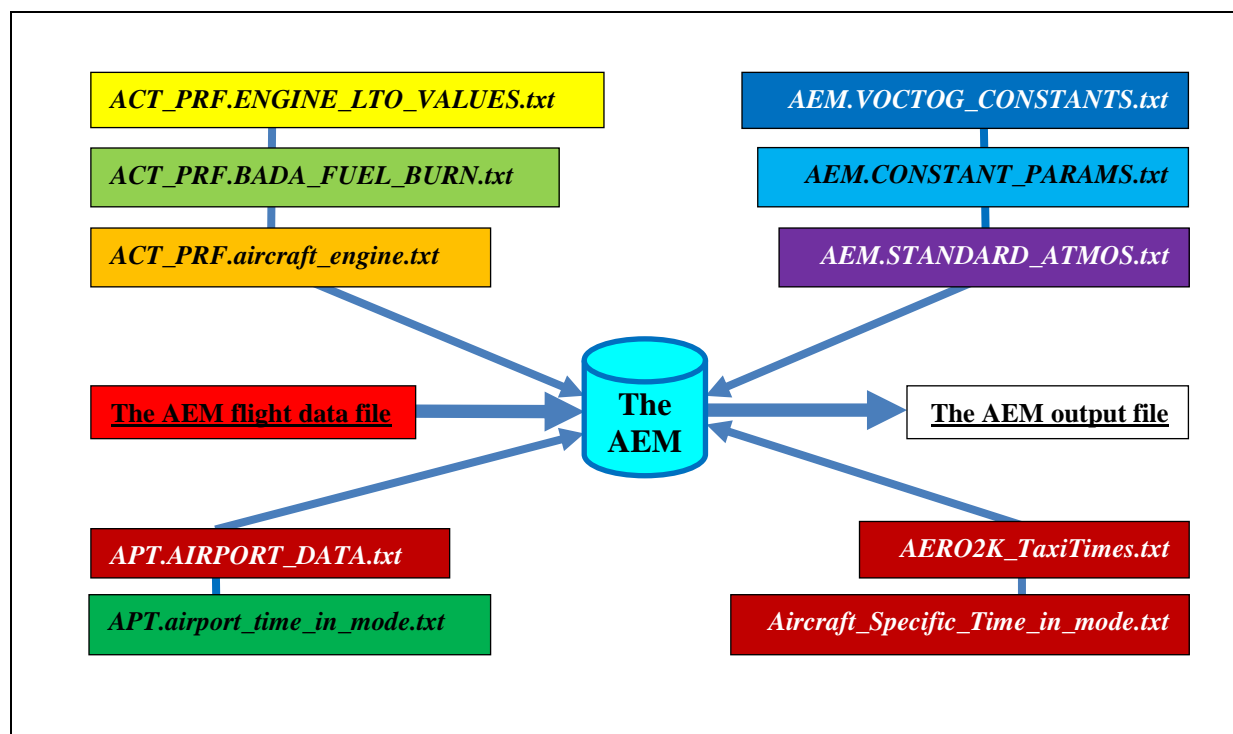 ACT_PRF.ENGINE_LTO_VALUES.txt
AEM.VOCTOG_CONSTANTS.txt
ACT_PRF.BADA_FUEL_BURN.txt
AEM.CONSTANT_PARAMS.txt
ACT_PRF.aircraft_engine.txt
AEM.STANDARD_ATMOS.txt
The AEM flight data file
The
AEM
The AEM output file
APT.AIRPORT_DATA.txt
AERO2K_TaxiTimes.txt
APT.airport_time_in_mode.txt
Aircraft_Specific_Time_in_mode.txt